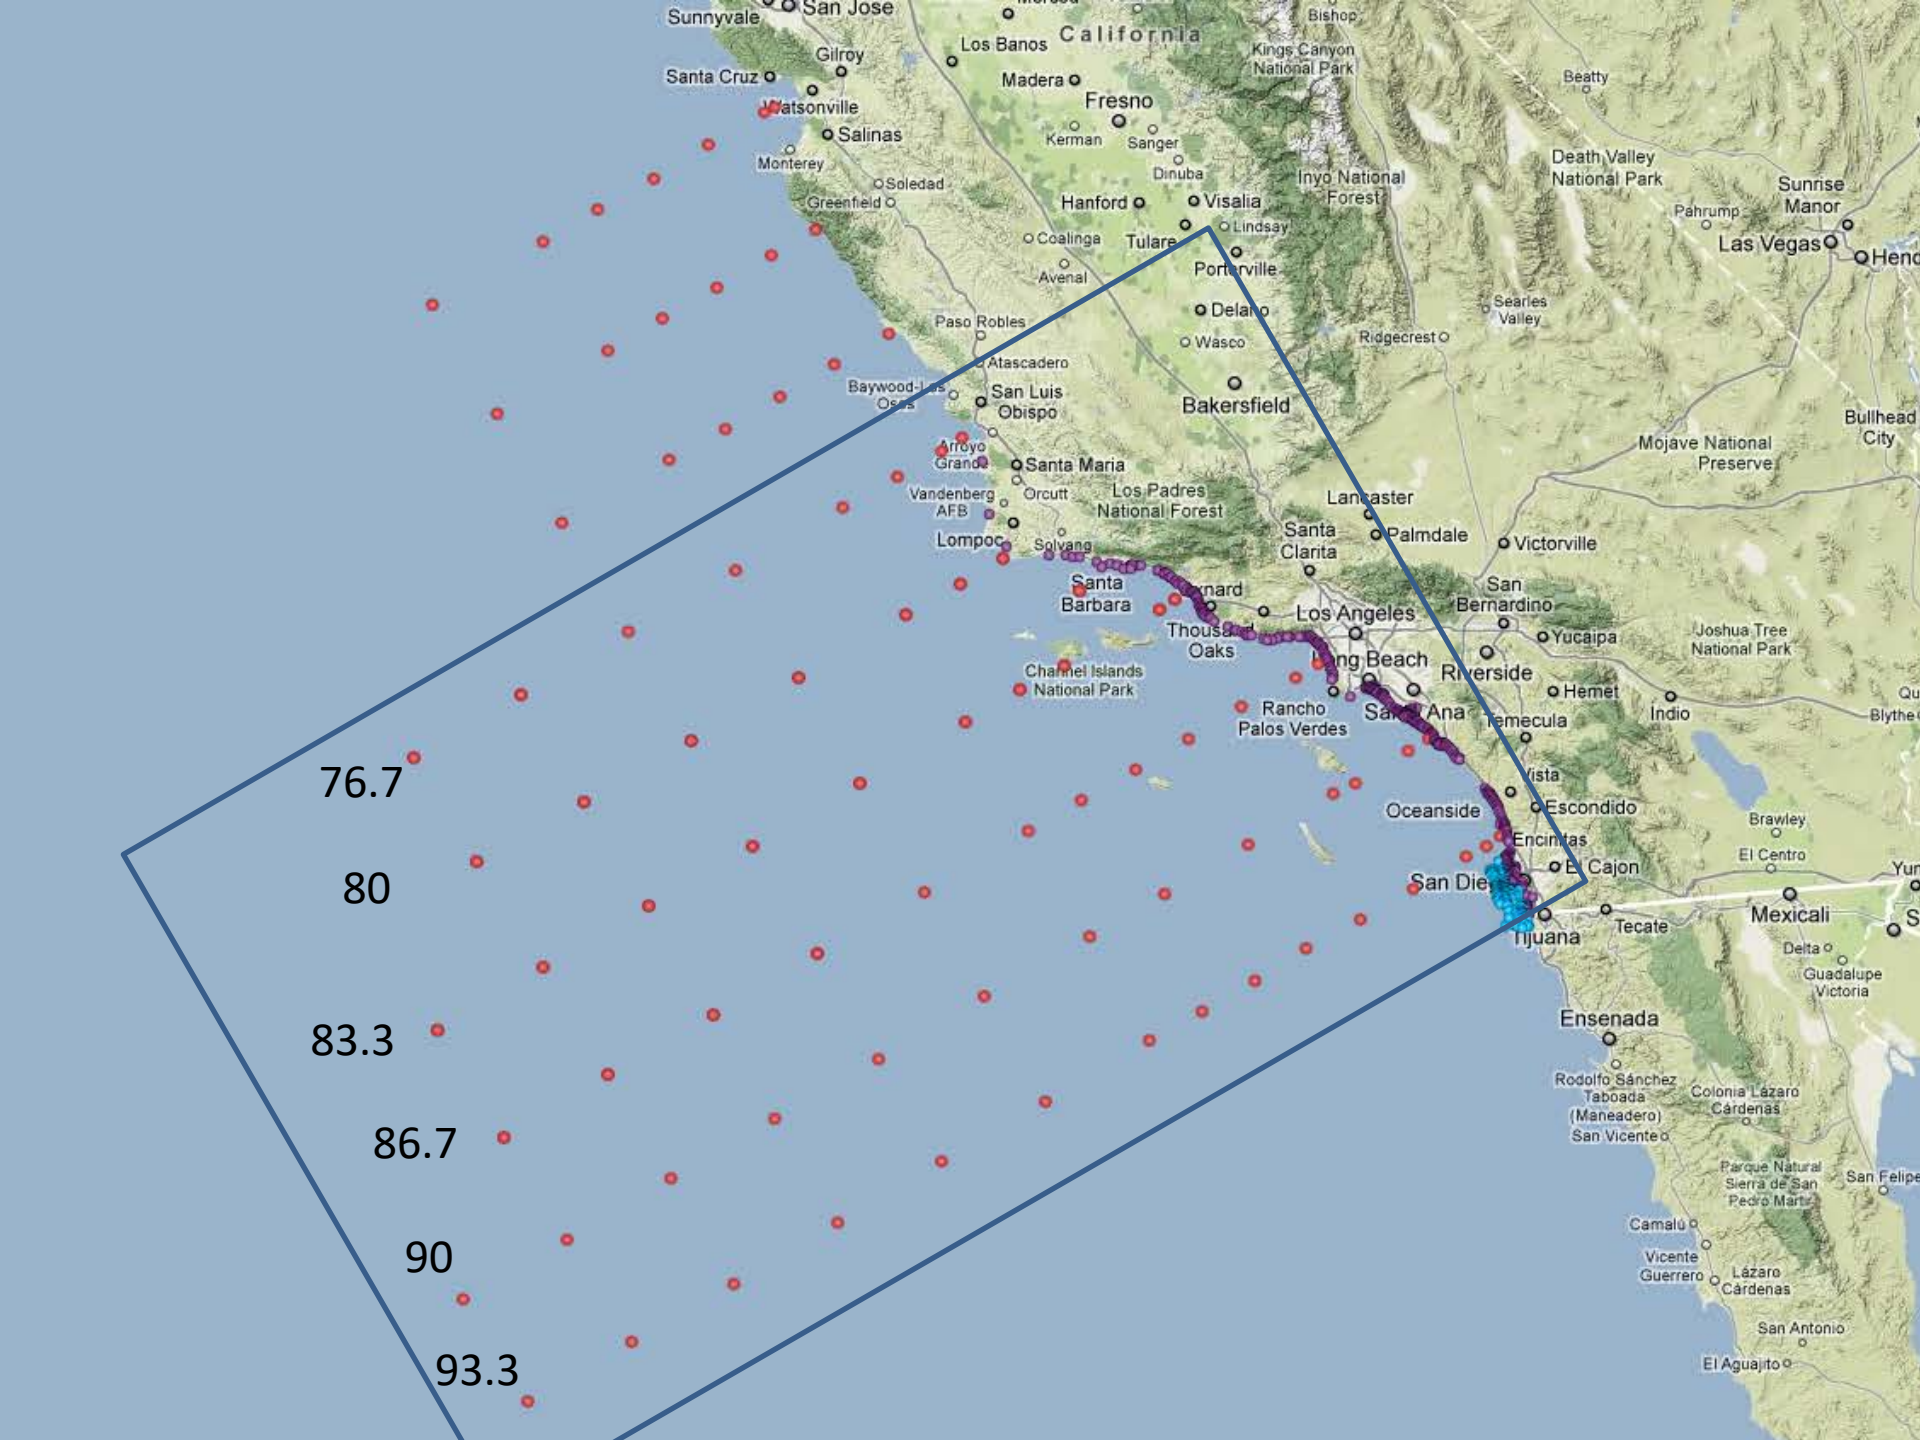 Sunnyvale
San Jose
Los Banos
California
Bishop
Gilroy
Kings Canyon
National Park
Santa Cruz
Madera
Beatty
Watsonville
Fresno
Salinas
Kerman
Sanger
Monterey
Dinuba
Death Valley
National Park
Soledad
Inyo National
Forest
Sunrise
Manor
Greenfield
Hanford
Visalia
Pahrump
Lindsay
Coalinga
Tulare
Las Vegas
Avenal
Porterville
Delano
Searles
Valley
Paso Robles
Wasco
Ridgecrest
Atascadero
San Luis
Obispo
Bakersfield
Bullhead
City
Arroyo
Grande
Mojave National
Preserve
Santa Maria
Vandenberg
AFB
Orcutt
Los Padres
National Forest
Lancaster
Lompoc
Solvang
Santa
Clarita
Palmdale
Victorville
Santa
Barbara
San
Bernardino
Los Angeles
Thousand
Oaks
Yucaipa
Joshua Tree
National Park
Channel Islands
National Park
Long Beach
Riverside
Hemet
Indio
Rancho
Palos Verdes
Santa Ana
Temecula
Blythe
76.7
Vista
Oceanside
Escondido
Brawley
Encinitas
El Centro
80
San Die
El Cajon
Mexicali
Tijuana
Tecate
Delta
Guadalupe
Victoria
83.3
Ensenada
Rodolfo Sánchez
Taboada
(Maneadero)
Colonia Lázaro
Cárdenas
San Vicente
86.7
Parque Natural
Sierra de San
Pedro Martir
San Felipe
Camalú
90
Vicente
Guerrero
Lázaro
Cárdenas
San Antonio
93.3
El Aguajito